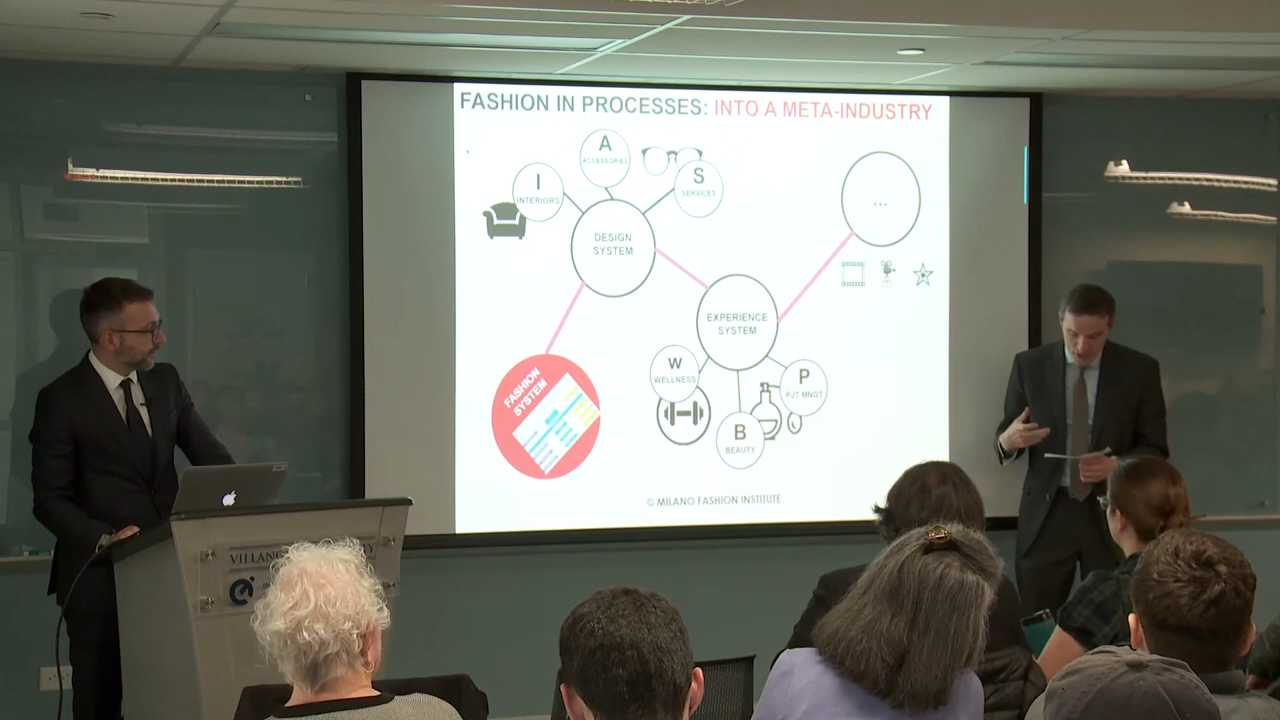 FASHION IN PROCESSES: INTO A META-INDUSTRY
A
ACCESSORIES
I
INTERIORS
S
SERVICES
DESIGN
SYSTEM
...
EXPERIENCE
SYSTEM
FASHION
SYSTEM
W
WELLNESS
P
PJT MNGT
B
BEAUTY
© MILANO FASHION INSTITUTE